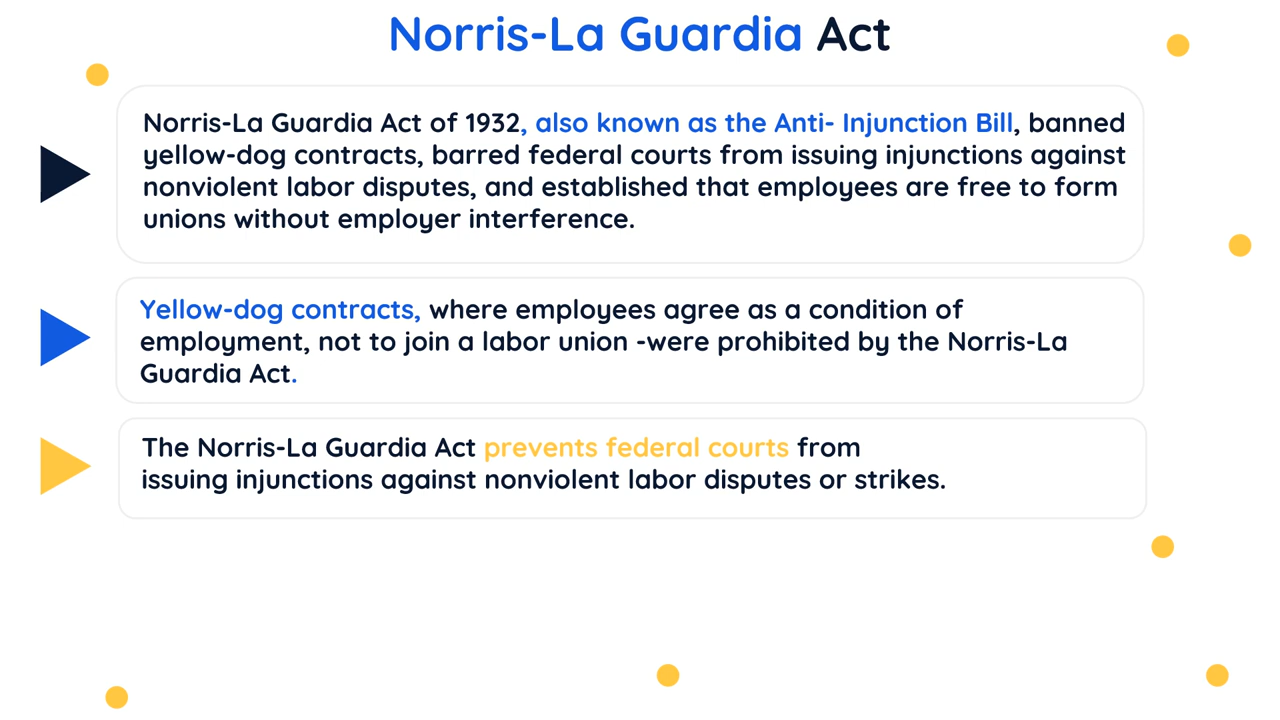 Norris-La Guardia Act
Norris-La Guardia Act of 1932, also known as the Anti- Injunction Bill, banned
yellow-dog contracts, barred federal courts from issuing injunctions against
nonviolent labor disputes, and established that employees are free to form
unions without employer interference.
Yellow-dog contracts, where employees agree as a condition of
employment, not to join a labor union -were prohibited by the Norris-La
Guardia Act.
The Norris-La Guardia Act prevents federal courts from
issuing injunctions against nonviolent labor disputes or strikes.